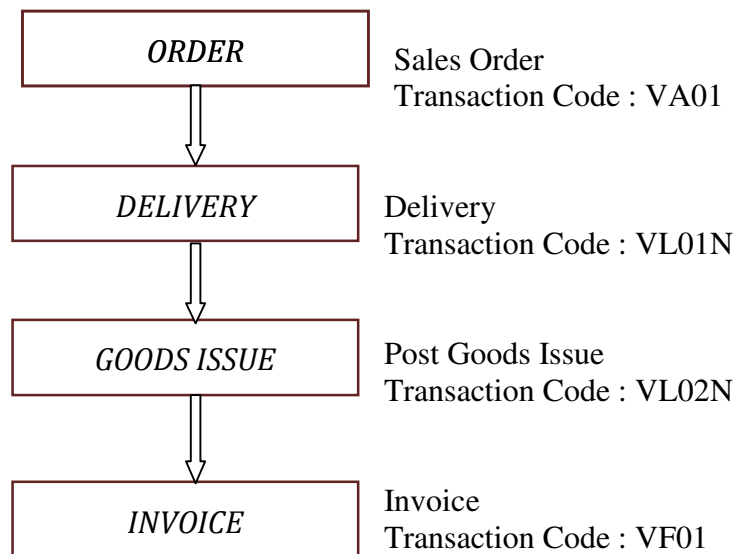 ORDER
Sales Order
Transaction Code : VA01
DELIVERY
Delivery
Transaction Code : VL01N
GOODS ISSUE
Post Goods Issue
Transaction Code : VL02N
INVOICE
Invoice
Transaction Code : VF01